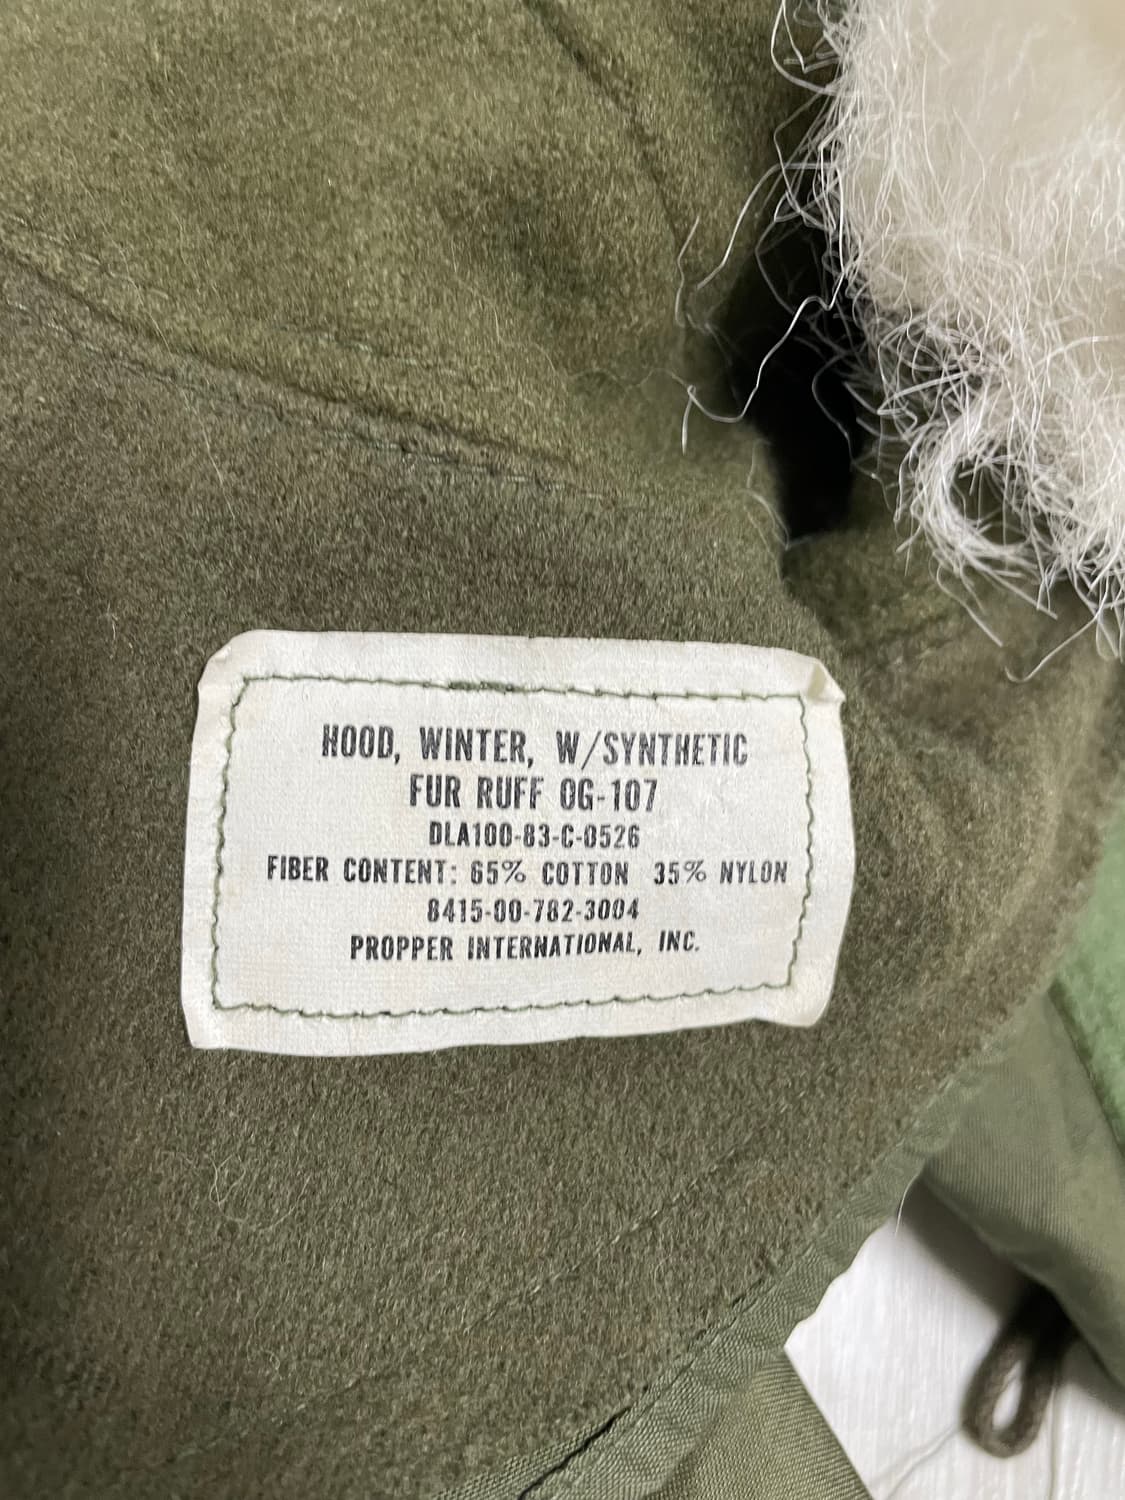 HOOD, WINTER, W/SYNTHETIC
FUR RUFF OG-107
DLA100-83-C-0526
FIBER CONTENT: 65% COTTON 35% NYLON
8415-00-782-3004
PROPPER INTERNATIONAL, INC.